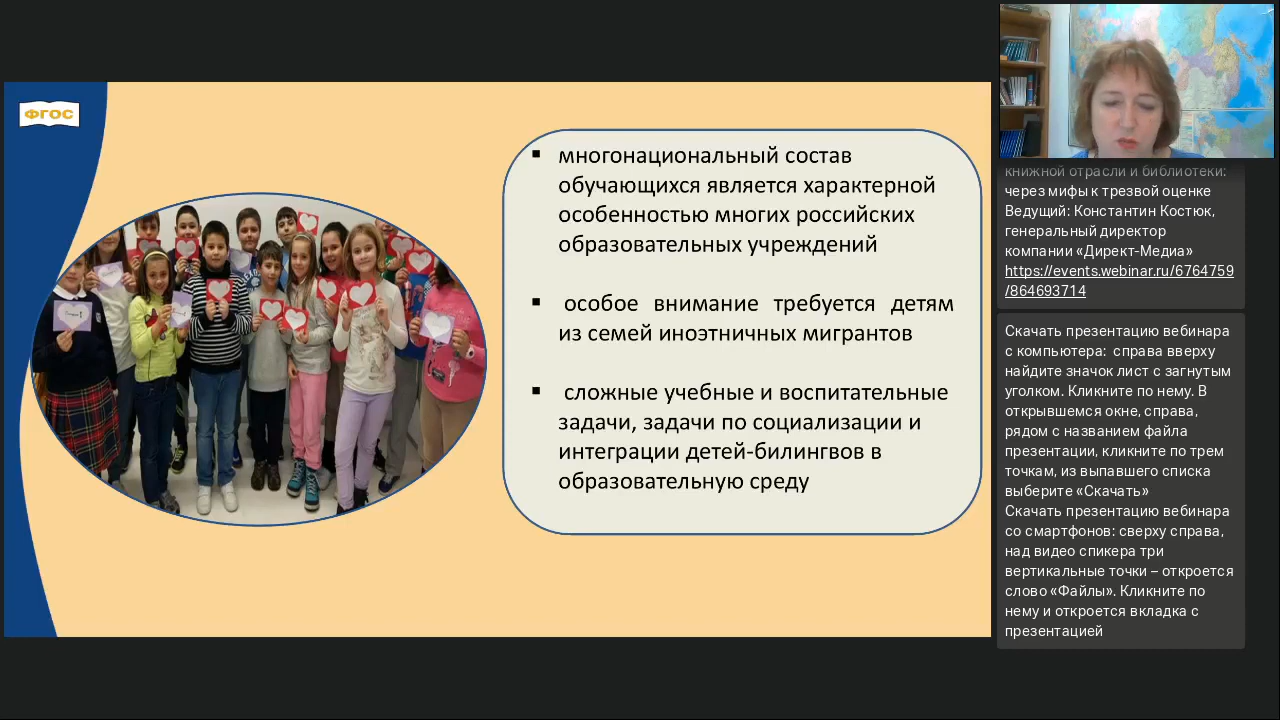 ФГОС
▪ многонациональный состав
обучающихся является характерной
особенностью многих российских
образовательных учреждений
▪ особое внимание требуется детям
из семей иноэтничных мигрантов
▪ сложные учебные и воспитательные
задачи, задачи по социализации и
интеграции детей-билингвов в
образовательную среду
книжной отрасли и библиотеки:
через мифы к трезвой оценке
Ведущий: Константин Костюк,
генеральный директор
компании «Директ-Медиа»
https://events.webinar.ru/6764759
/864693714
Скачать презентацию вебинара
с компьютера: справа вверху
найдите значок лист с загнутым
уголком. Кликните по нему. В
открывшемся окне, справа,
рядом с названием файла
презентации, кликните по трем
точкам, из выпавшего списка
выберите «Скачать»
Скачать презентацию вебинара
со смартфонов: сверху справа,
над видео спикера три
вертикальные точки – откроется
слово «Файлы». Кликните по
нему и откроется вкладка с
презентацией